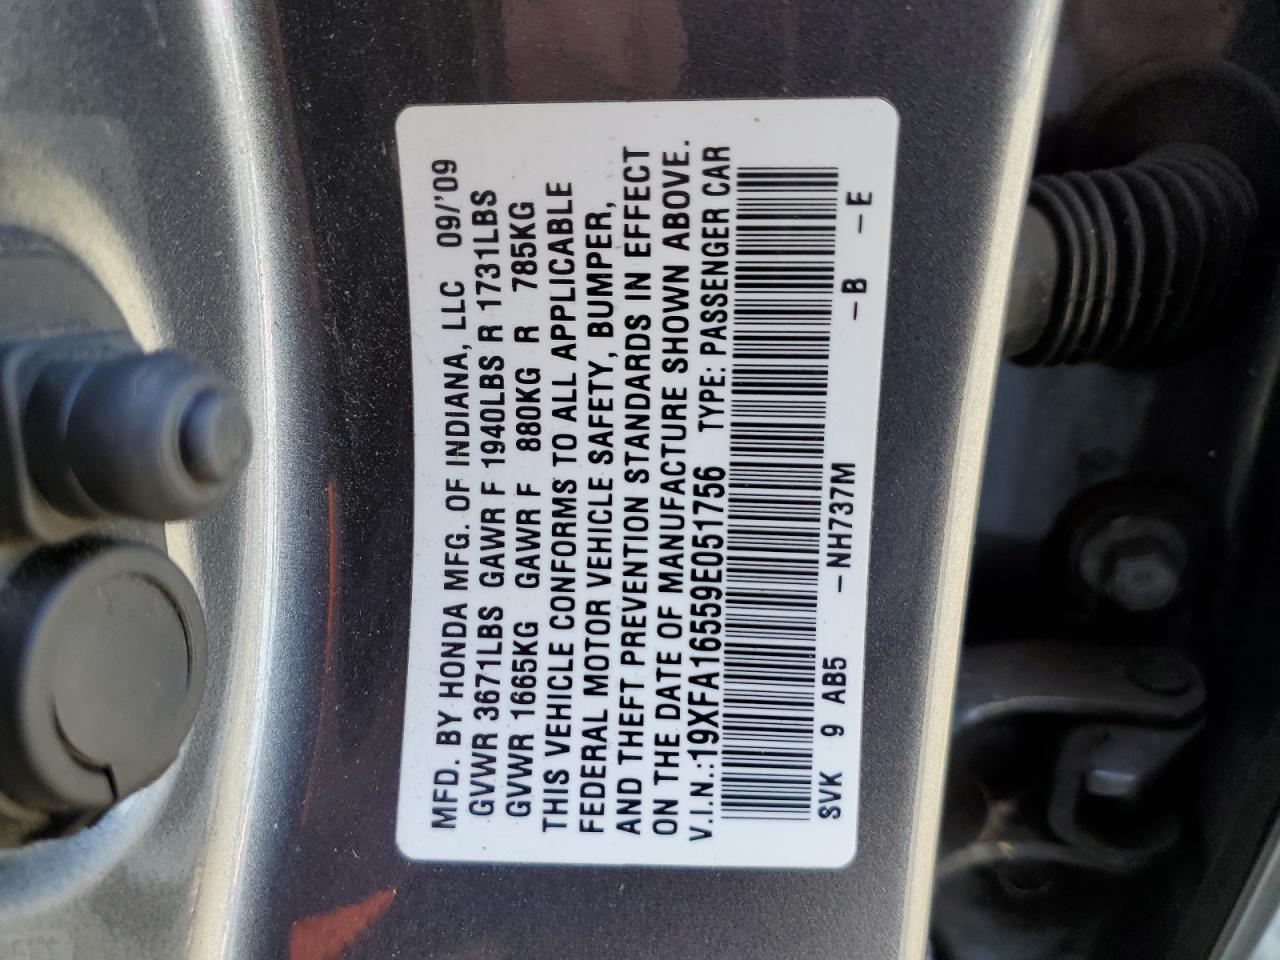 MFD. BY HONDA MFG. OF INDIANA, LLC 09/'09
GVWR 3671LBS GAWR F 1940LBS R 1731LBS
GVWR 1665KG GAWR F 880KG R 785KG
THIS VEHICLE CONFORMS TO ALL APPLICABLE
FEDERAL MOTOR VEHICLE SAFETY, BUMPER,
AND THEFT PREVENTION STANDARDS IN EFFECT
ON THE DATE OF MANUFACTURE SHOWN ABOVE.
V.I.N.:19XFA16559E051756 TYPE: PASSENGER CAR
SVK 9 AB5 -NH737M -B -E